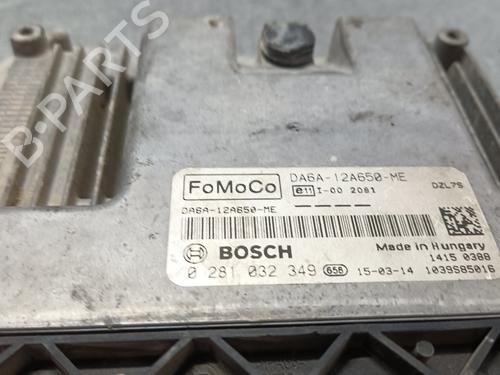 B-PARTS
FoMoCo
DA6A-12A650-ME
e11 I-00 2081
DZL7S
DA6A-12A650-ME
BOSCH
Made in Hungary
1415 0388
0 281 032 349 656 15-03-14 1039S85016